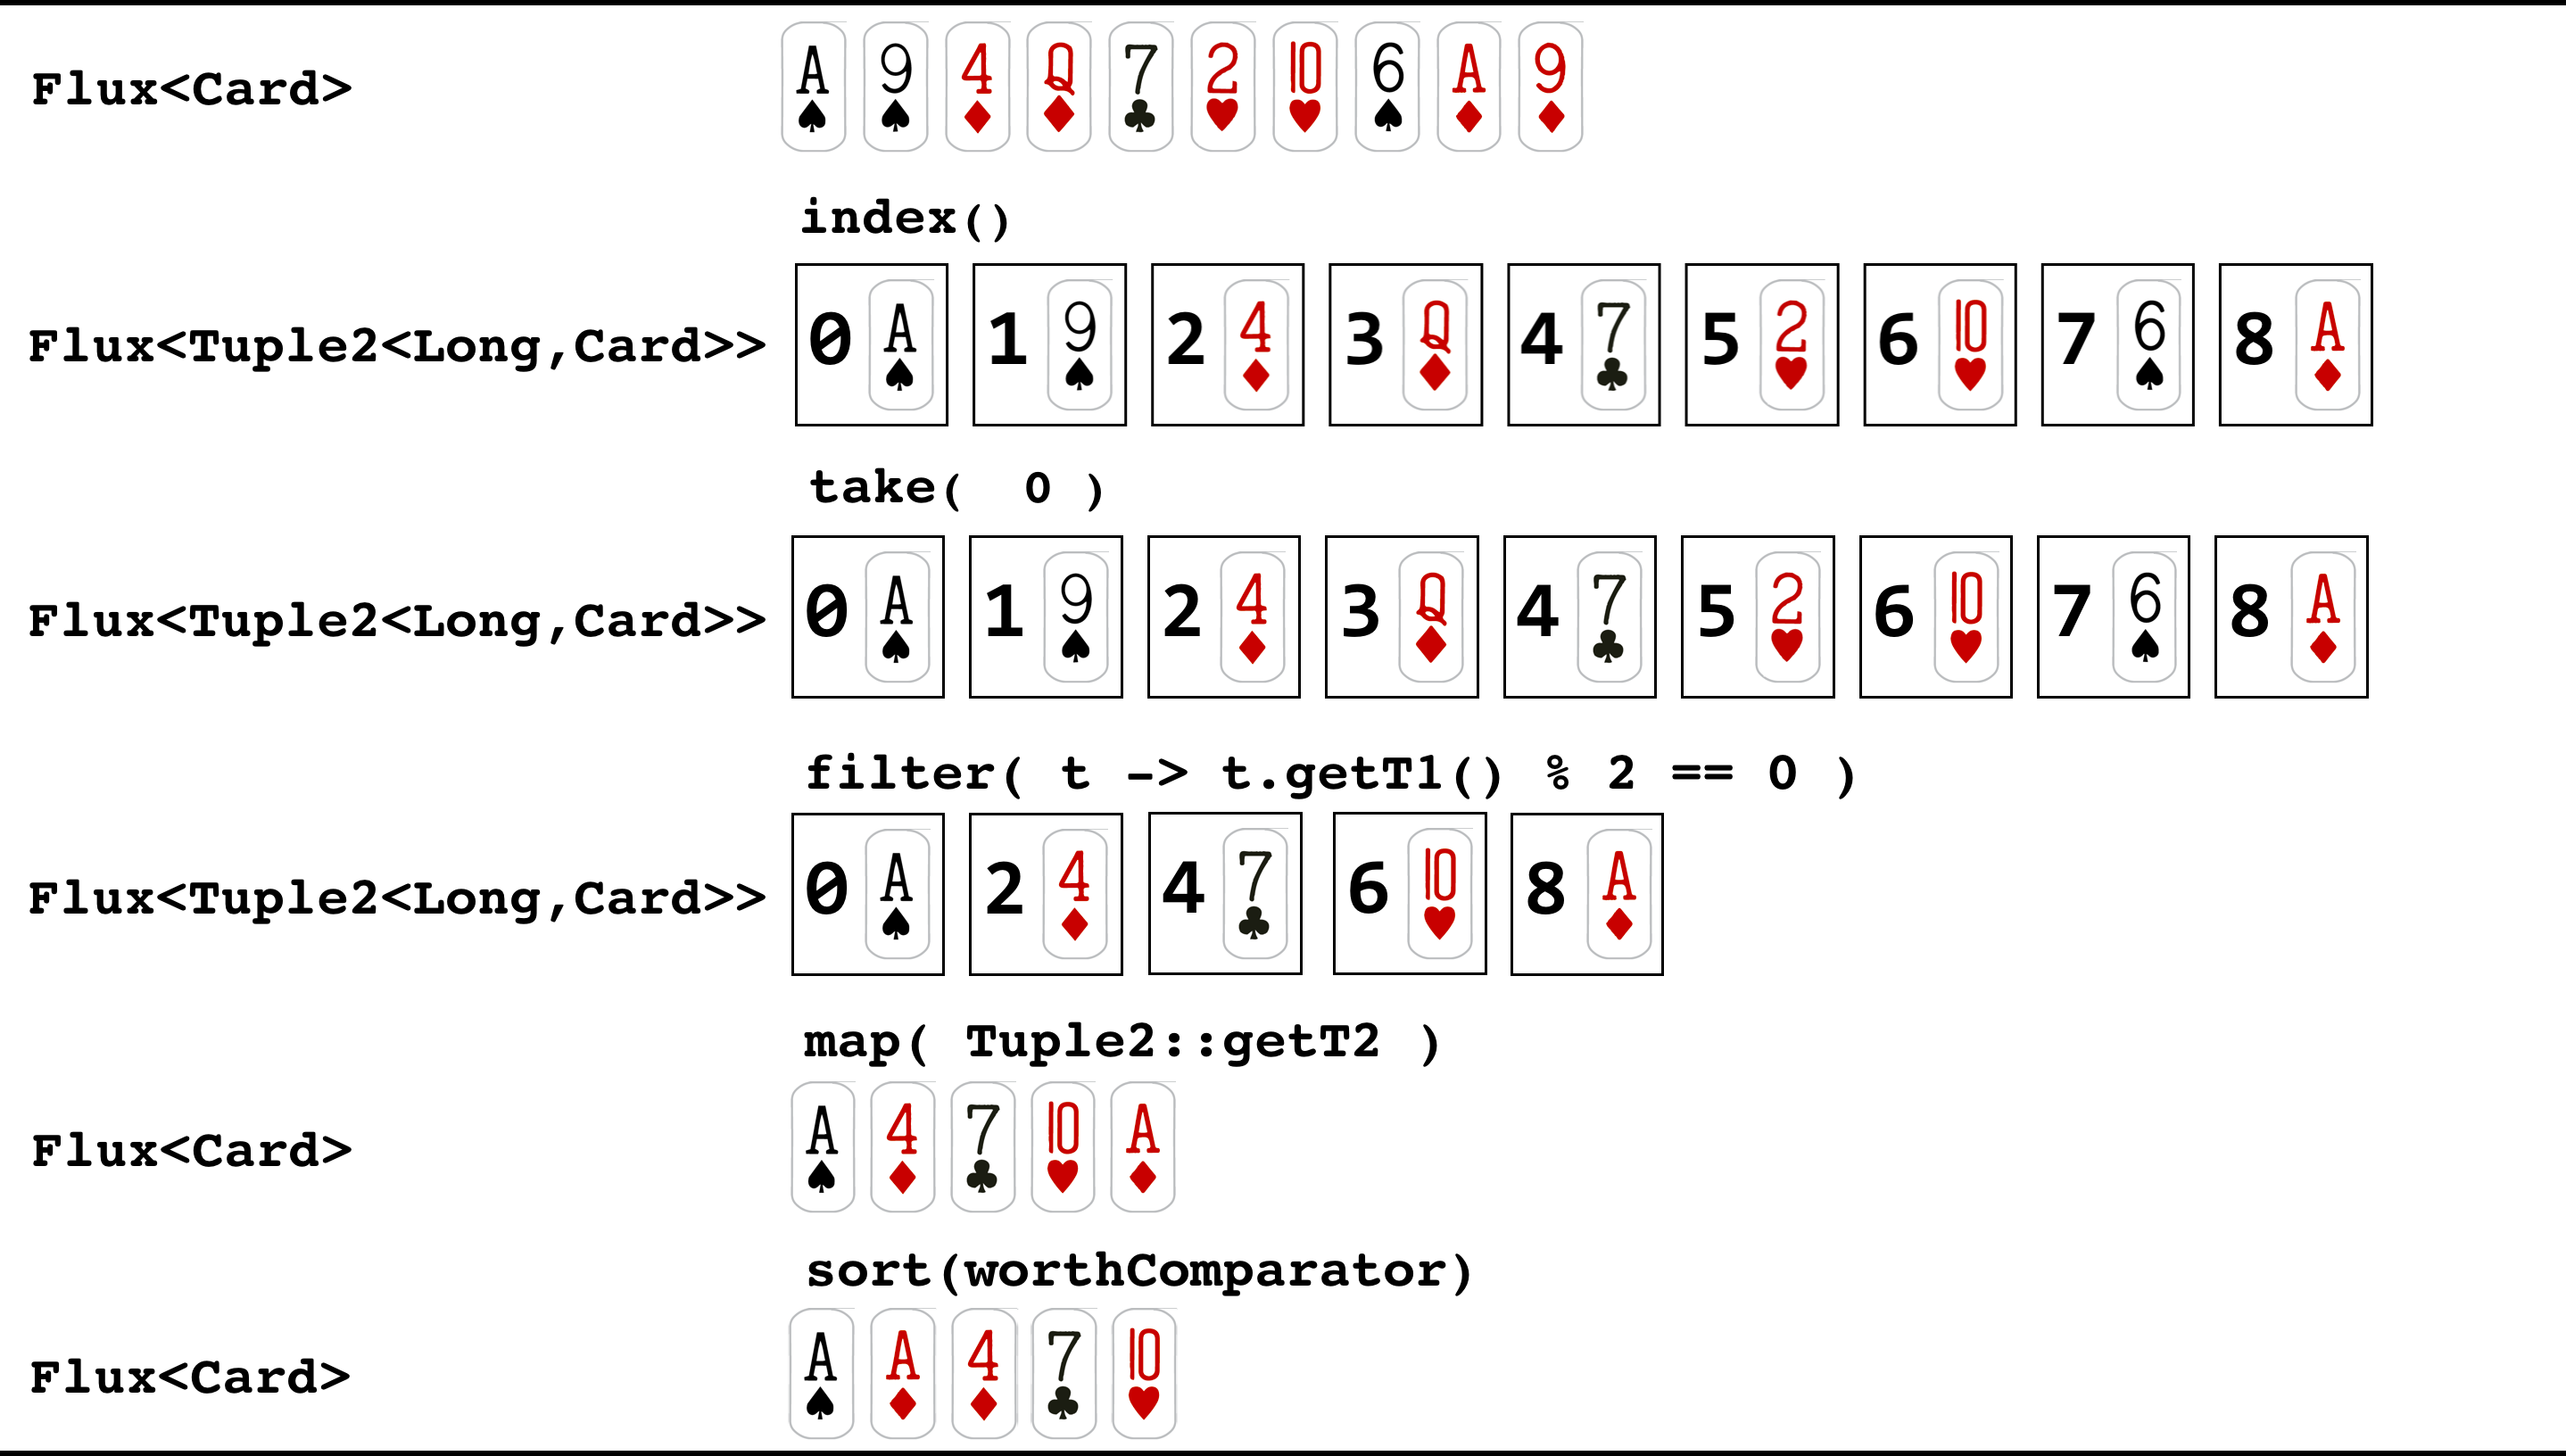 Flux<Card> A♠ 9♠ 4♦ Q♦ 7♣ 2♥ 10♥ 6♠ A♦ 9♦
index()
Flux<Tuple2<Long,Card>> 0 A♠ 1 9♠ 2 4♦ 3 Q♦ 4 7♣ 5 2♥ 6 10♥ 7 6♠ 8 A♦
take( 0 )
Flux<Tuple2<Long,Card>> 0 A♠ 1 9♠ 2 4♦ 3 Q♦ 4 7♣ 5 2♥ 6 10♥ 7 6♠ 8 A♦
filter( t -> t.getT1() % 2 == 0 )
Flux<Tuple2<Long,Card>> 0 A♠ 2 4♦ 4 7♣ 6 10♥ 8 A♦
map( Tuple2::getT2 )
Flux<Card> A♠ 4♦ 7♣ 10♥ A♦
sort(worthComparator)
Flux<Card> A♠ A♦ 4♦ 7♣ 10♥